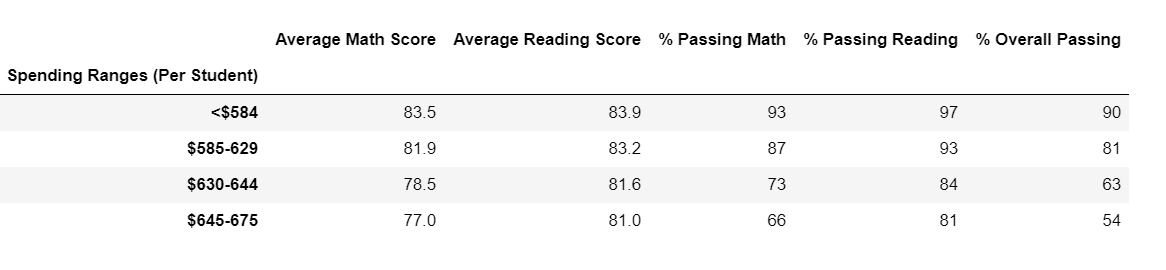 Average Math Score Average Reading Score % Passing Math % Passing Reading % Overall Passing
Spending Ranges (Per Student)
<$584 83.5 83.9 93 97 90
$585-629 81.9 83.2 87 93 81
$630-644 78.5 81.6 73 84 63
$645-675 77.0 81.0 66 81 54